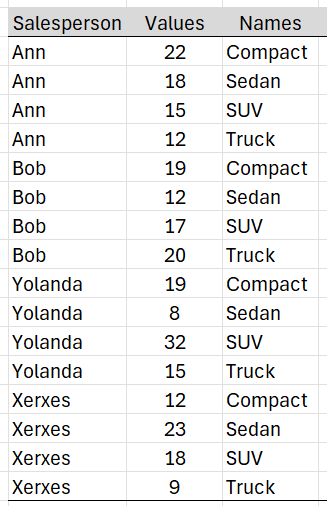 Salesperson Values Names
Ann 22 Compact
Ann 18 Sedan
Ann 15 SUV
Ann 12 Truck
Bob 19 Compact
Bob 12 Sedan
Bob 17 SUV
Bob 20 Truck
Yolanda 19 Compact
Yolanda 8 Sedan
Yolanda 32 SUV
Yolanda 15 Truck
Xerxes 12 Compact
Xerxes 23 Sedan
Xerxes 18 SUV
Xerxes 9 Truck